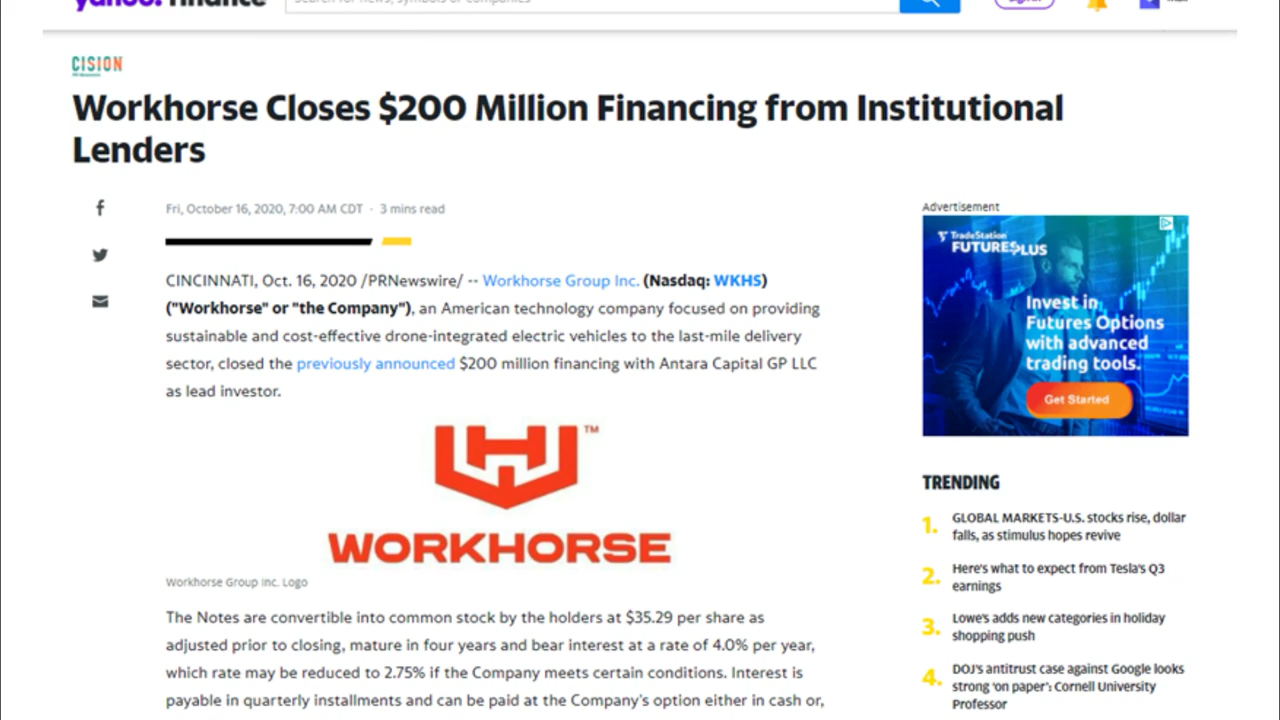 yahoo! finance
Search for news, symbols or companies
CISION
Workhorse Closes $200 Million Financing from Institutional
Lenders
Fri, October 16, 2020, 7:00 AM CDT · 3 mins read
CINCINNATI, Oct. 16, 2020 /PRNewswire/ -- Workhorse Group Inc. (Nasdaq: WKHS)
("Workhorse" or "the Company"), an American technology company focused on providing
sustainable and cost-effective drone-integrated electric vehicles to the last-mile delivery
sector, closed the previously announced $200 million financing with Antara Capital GP LLC
as lead investor.
TM
WORKHORSE
Workhorse Group Inc. Logo
The Notes are convertible into common stock by the holders at $35.29 per share as
adjusted prior to closing, mature in four years and bear interest at a rate of 4.0% per year,
which rate may be reduced to 2.75% if the Company meets certain conditions. Interest is
payable in quarterly installments and can be paid at the Company's option either in cash or,
Advertisement
TradeStation
FUTURES PLUS
Invest in
Futures Options
with advanced
trading tools.
Get Started
TRENDING
1. GLOBAL MARKETS-U.S. stocks rise, dollar
falls, as stimulus hopes revive
2. Here's what to expect from Tesla's Q3
earnings
3. Lowe's adds new categories in holiday
shopping push
4. DOJ's antitrust case against Google looks
strong 'on paper': Cornell University
Professor